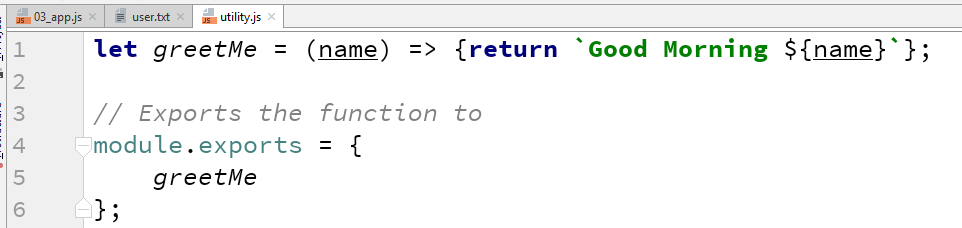 03_app.js user.txt utility.js
1 let greetMe = (name) => {return `Good Morning ${name}`};
2
3 // Exports the function to
4 module.exports = {
5     greetMe
6 };